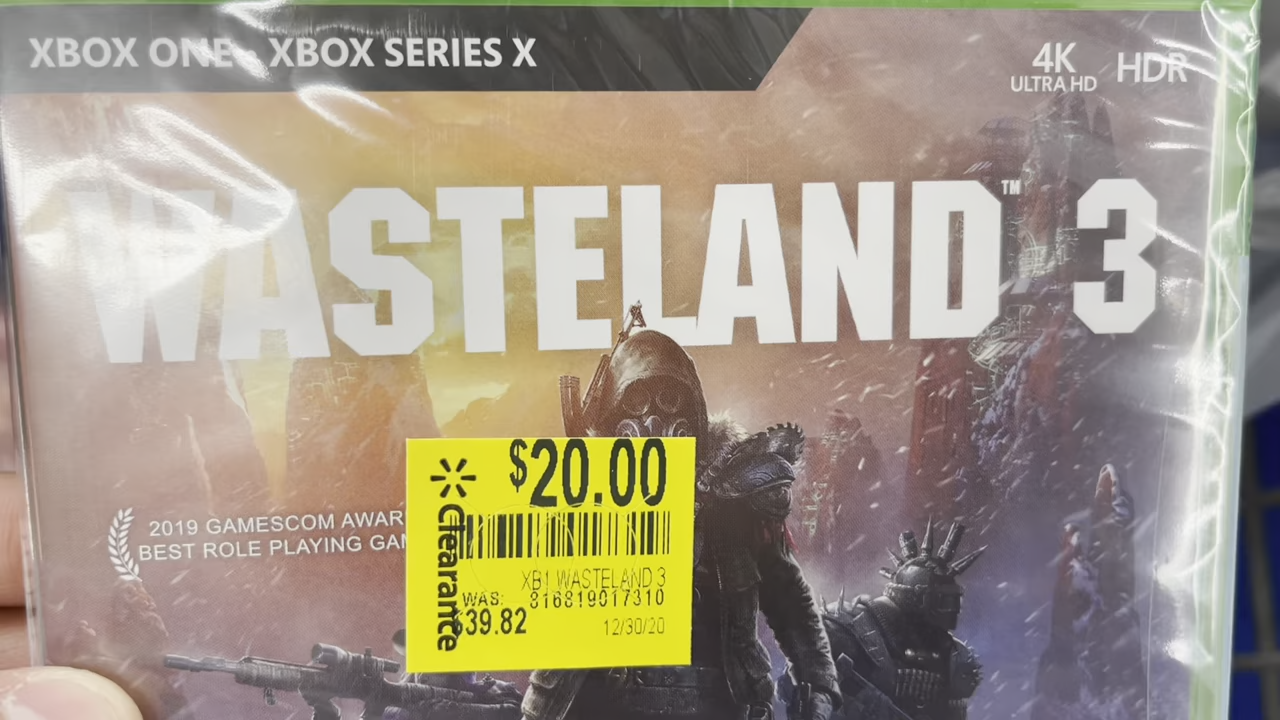 XBOX ONE - XBOX SERIES X
4K
ULTRA HD
HDR
WASTELAND™ 3
2019 GAMESCOM AWAR
BEST ROLE PLAYING GA
$20.00
Clearance
XB1 WASTELAND 3
WAS: 816819017310
$39.82
12/30/20